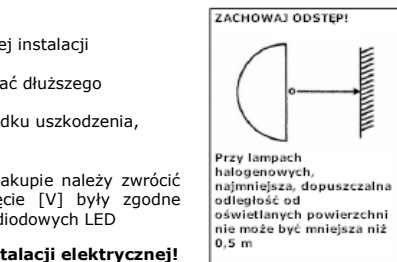 ej instalacji
ać dłuższego
dku uszkodzenia,
akupie należy zwrócić
ęcie [V] były zgodne
diodowych LED
stalacji elektrycznej!
ZACHOWAJ ODSTĘP!
Przy lampach
halogenowych,
najmniejsza, dopuszczalna
odległość od
oświetlanych powierzchni
nie może być mniejsza niż
0,5 m